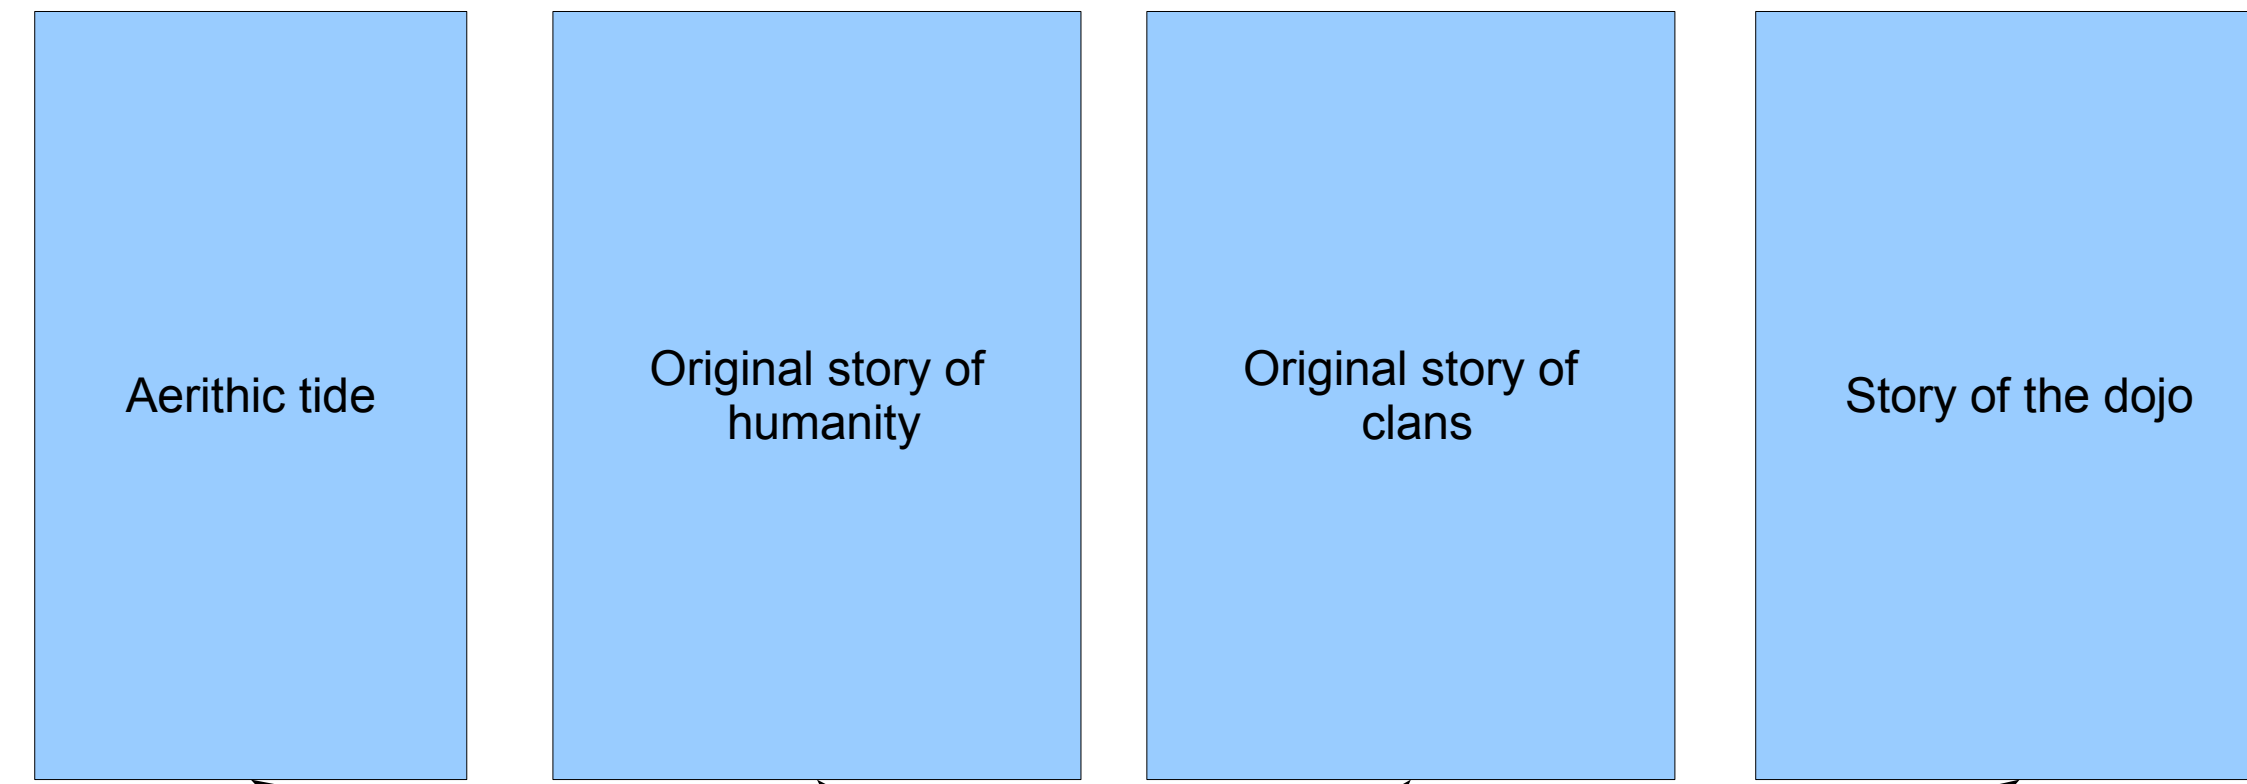 Aerithic tide
Original story of
humanity
Original story of
clans
Story of the dojo